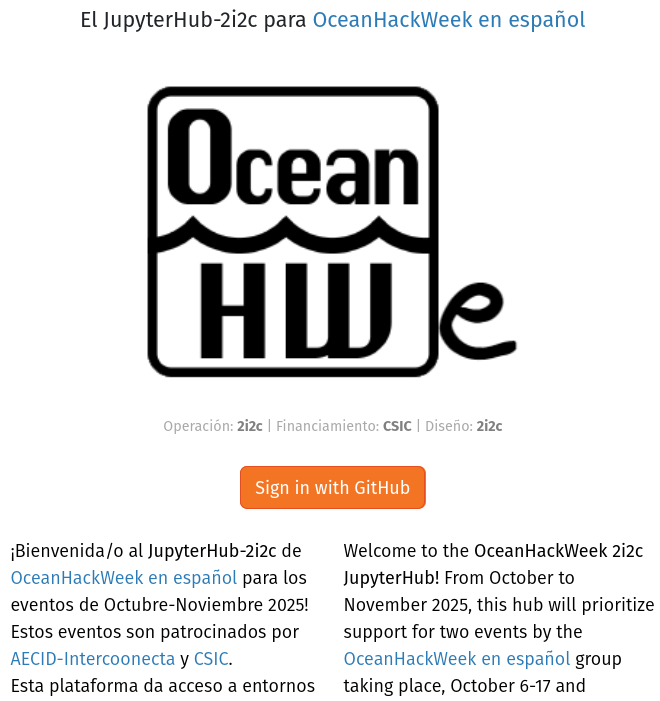 El JupyterHub-2i2c para OceanHackWeek en español
Ocean
HW
e
Operación: 2i2c | Financiamiento: CSIC | Diseño: 2i2c
Sign in with GitHub
¡Bienvenida/o al JupyterHub-2i2c de
OceanHackWeek en español para los
eventos de Octubre-Noviembre 2025!
Estos eventos son patrocinados por
AECID-Intercoonecta y CSIC.
Esta plataforma da acceso a entornos
Welcome to the OceanHackWeek 2i2c
JupyterHub! From October to
November 2025, this hub will prioritize
support for two events by the
OceanHackWeek en español group
taking place, October 6-17 and